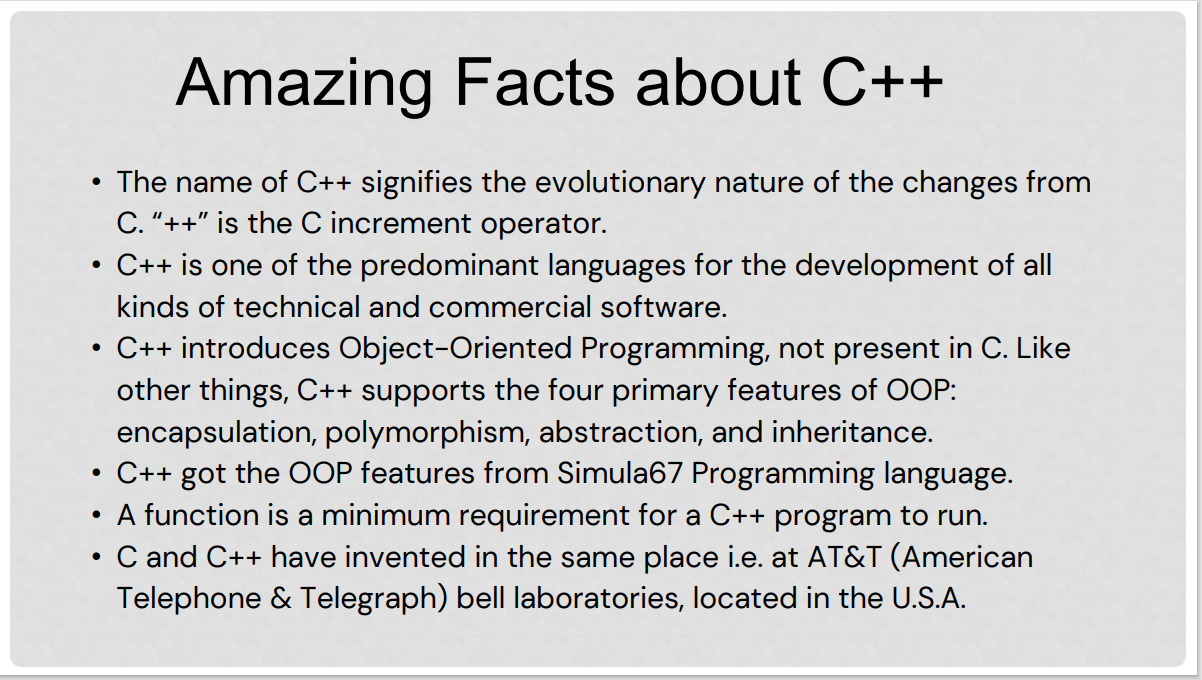 Amazing Facts about C++
• The name of C++ signifies the evolutionary nature of the changes from
C. “++” is the C increment operator.
• C++ is one of the predominant languages for the development of all
kinds of technical and commercial software.
• C++ introduces Object-Oriented Programming, not present in C. Like
other things, C++ supports the four primary features of OOP:
encapsulation, polymorphism, abstraction, and inheritance.
• C++ got the OOP features from Simula67 Programming language.
• A function is a minimum requirement for a C++ program to run.
• C and C++ have invented in the same place i.e. at AT&T (American
Telephone & Telegraph) bell laboratories, located in the U.S.A.